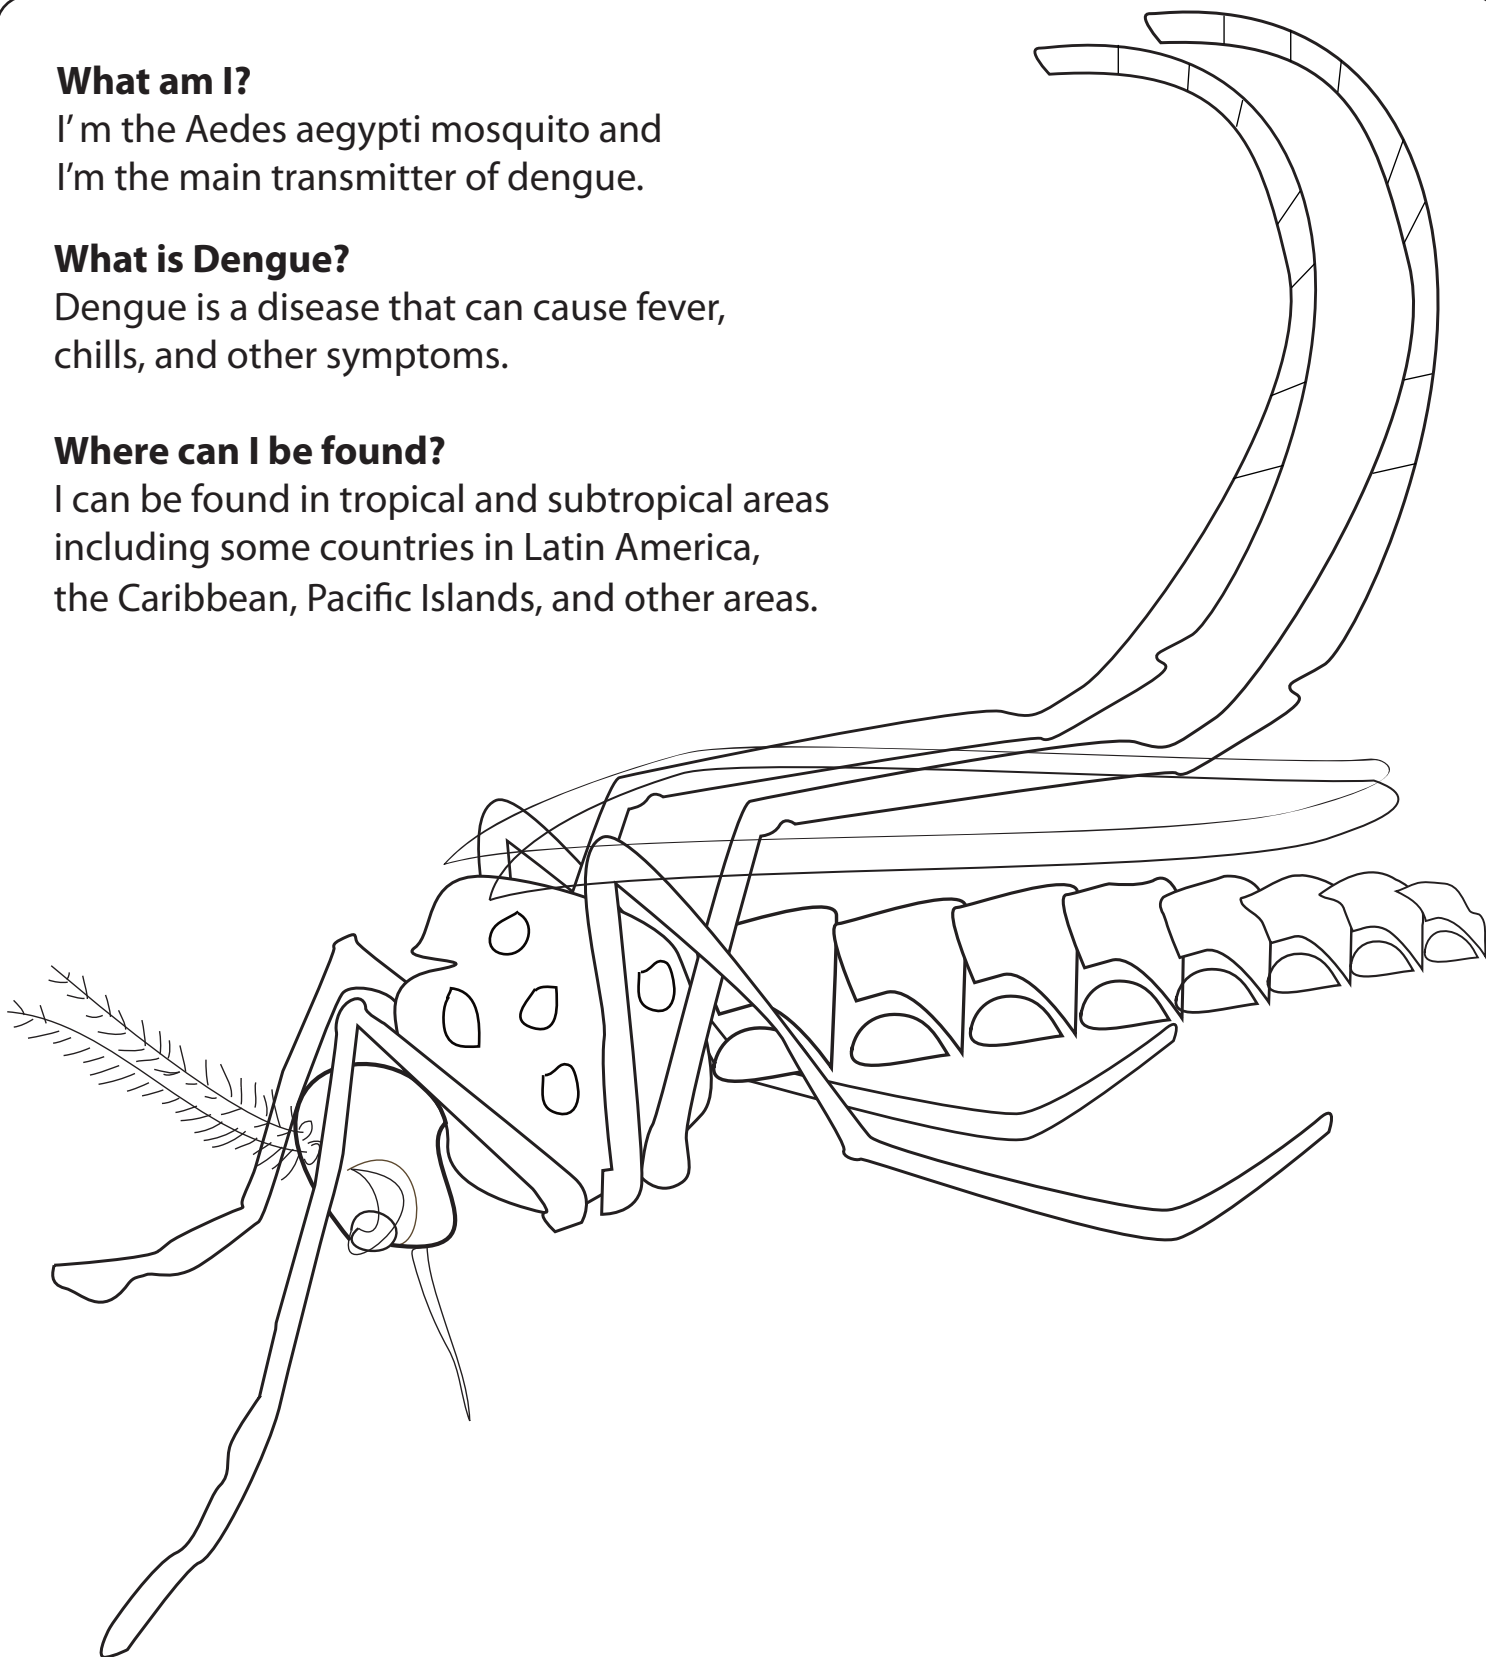 What am I?
I’ m the Aedes aegypti mosquito and
I’m the main transmitter of dengue.
What is Dengue?
Dengue is a disease that can cause fever,
chills, and other symptoms.
Where can I be found?
I can be found in tropical and subtropical areas
including some countries in Latin America,
the Caribbean, Pacific Islands, and other areas.